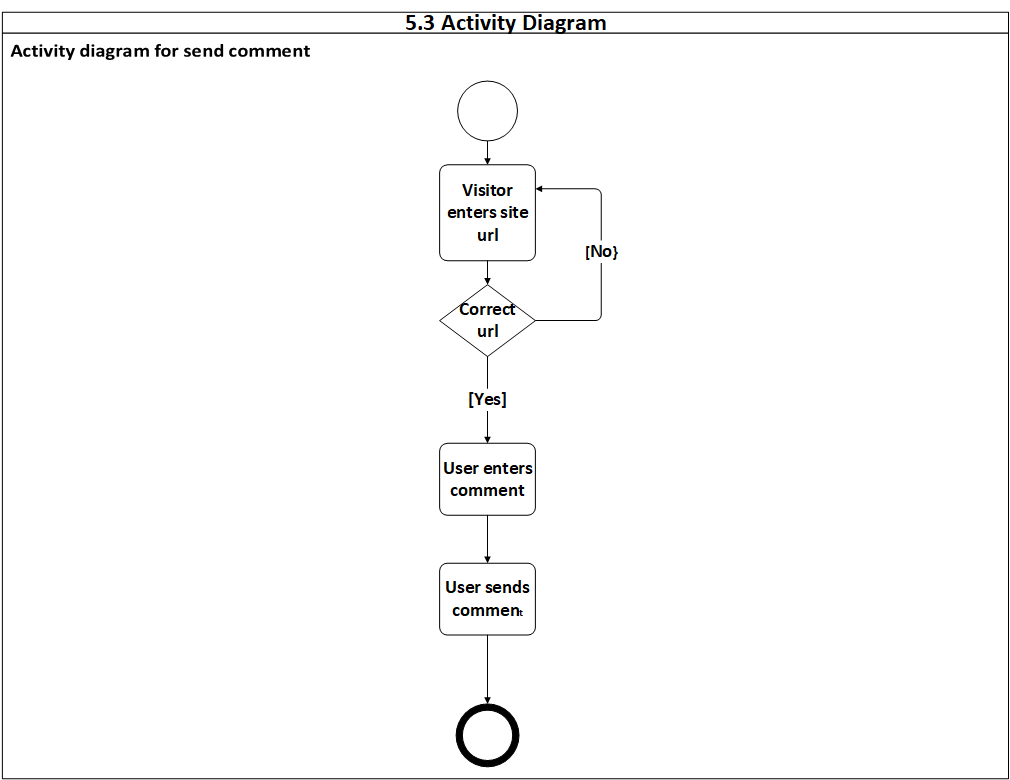 5.3 Activity Diagram
Activity diagram for send comment
Visitor
enters site
url
[No}
Correct
url
[Yes]
User enters
comment
User sends
comment